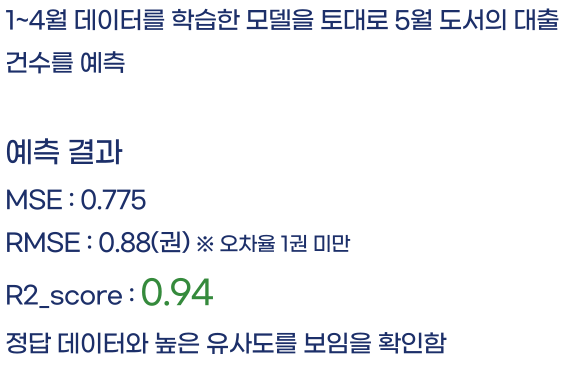 1~4월 데이터를 학습한 모델을 토대로 5월 도서의 대출
건수를 예측
예측 결과
MSE : 0.775
RMSE : 0.88(권) ※ 오차율 1권 미만
R2_score : 0.94
정답 데이터와 높은 유사도를 보임을 확인함